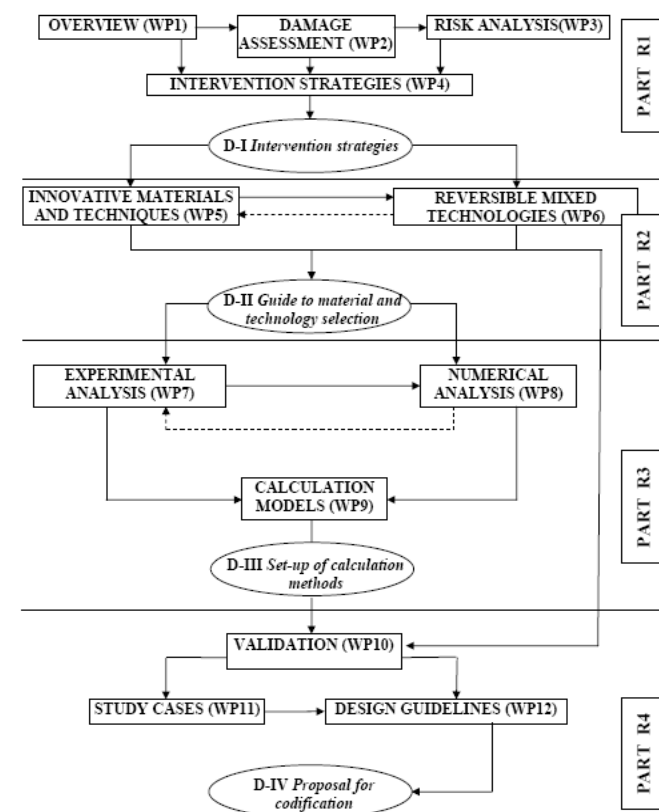 OVERVIEW (WP1)
DAMAGE
ASSESSMENT (WP2)
RISK ANALYSIS(WP3)
INTERVENTION STRATEGIES (WP4)
D-I Intervention strategies
PART R1
INNOVATIVE MATERIALS
AND TECHNIQUES (WP5)
REVERSIBLE MIXED
TECHNOLOGIES (WP6)
D-II Guide to material and
technology selection
PART R2
EXPERIMENTAL
ANALYSIS (WP7)
NUMERICAL
ANALYSIS (WP8)
CALCULATION
MODELS (WP9)
D-III Set-up of calculation
methods
PART R3
VALIDATION (WP10)
STUDY CASES (WP11)
DESIGN GUIDELINES (WP12)
D-IV Proposal for
codification
PART R4